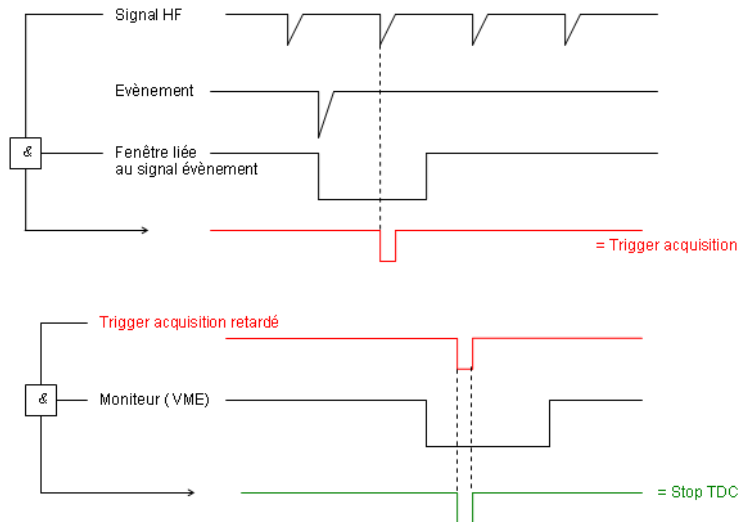 Signal HF
Evènement
&
Fenêtre liée
au signal évènement
= Trigger acquisition
Trigger acquisition retardé
&
Moniteur ( VME)
= Stop TDC